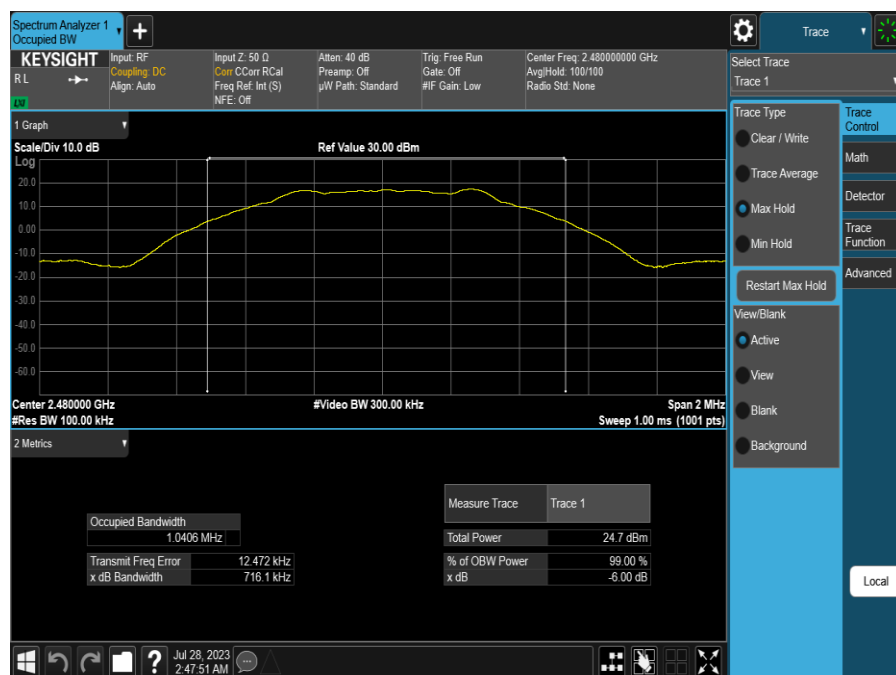 Spectrum Analyzer 1
Occupied BW
+
KEYSIGHT
R L
LXI
Input: RF
Coupling: DC
Align: Auto
Input Z: 50 Ω
Corr CCorr RCal
Freq Ref: Int (S)
NFE: Off
Atten: 40 dB
Preamp: Off
µW Path: Standard
Trig: Free Run
Gate: Off
#IF Gain: Low
Center Freq: 2.480000000 GHz
Avg|Hold: 100/100
Radio Std: None
1 Graph
Scale/Div 10.0 dB
Ref Value 30.00 dBm
Log
20.0
10.0
0.00
-10.0
-20.0
-30.0
-40.0
-50.0
-60.0
Center 2.480000 GHz
#Video BW 300.00 kHz
Span 2 MHz
#Res BW 100.00 kHz
Sweep 1.00 ms (1001 pts)
2 Metrics
Occupied Bandwidth
1.0406 MHz
Transmit Freq Error 12.472 kHz
x dB Bandwidth 716.1 kHz
Measure Trace Trace 1
Total Power 24.7 dBm
% of OBW Power 99.00 %
x dB -6.00 dB
?
Jul 28, 2023
2:47:51 AM
Trace
Select Trace
Trace 1
Trace Type
Clear / Write
Trace Average
Max Hold
Min Hold
Restart Max Hold
View/Blank
Active
View
Blank
Background
Trace
Control
Math
Detector
Trace
Function
Advanced
Local